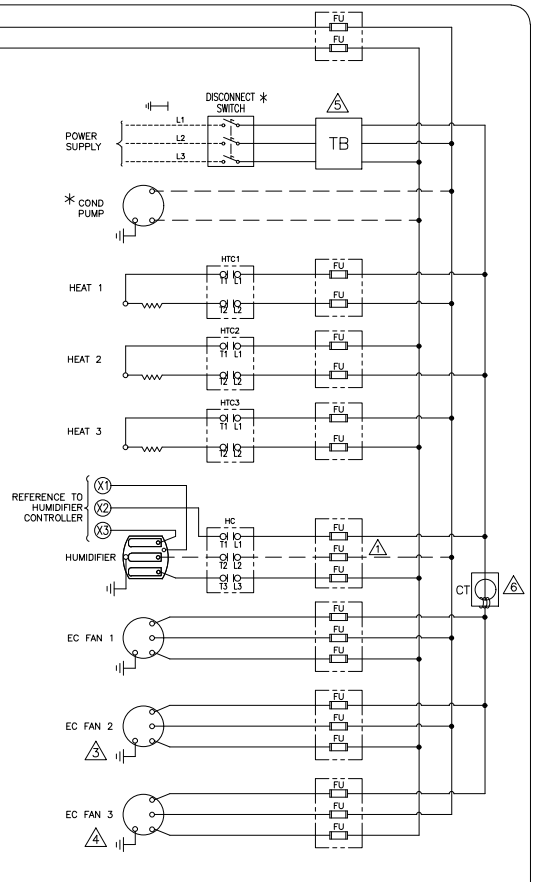 FU
FU
DISCONNECT *
SWITCH
5
L1
POWER
SUPPLY
L2
TB
L3
* COND
PUMP
HTC1
FU
T1 L1
HEAT 1
FU
T2 L2
HTC2
FU
T1 L1
HEAT 2
FU
T2 L2
HTC3
FU
T1 L1
HEAT 3
FU
T2 L2
X1
REFERENCE TO
HUMIDIFIER
CONTROLLER
X2
X3
HC
FU
T1 L1
HUMIDIFIER
FU
1
T2 L2
FU
T3 L3
CT
6
FU
EC FAN 1
FU
FU
FU
EC FAN 2
FU
3
FU
FU
EC FAN 3
FU
4
FU